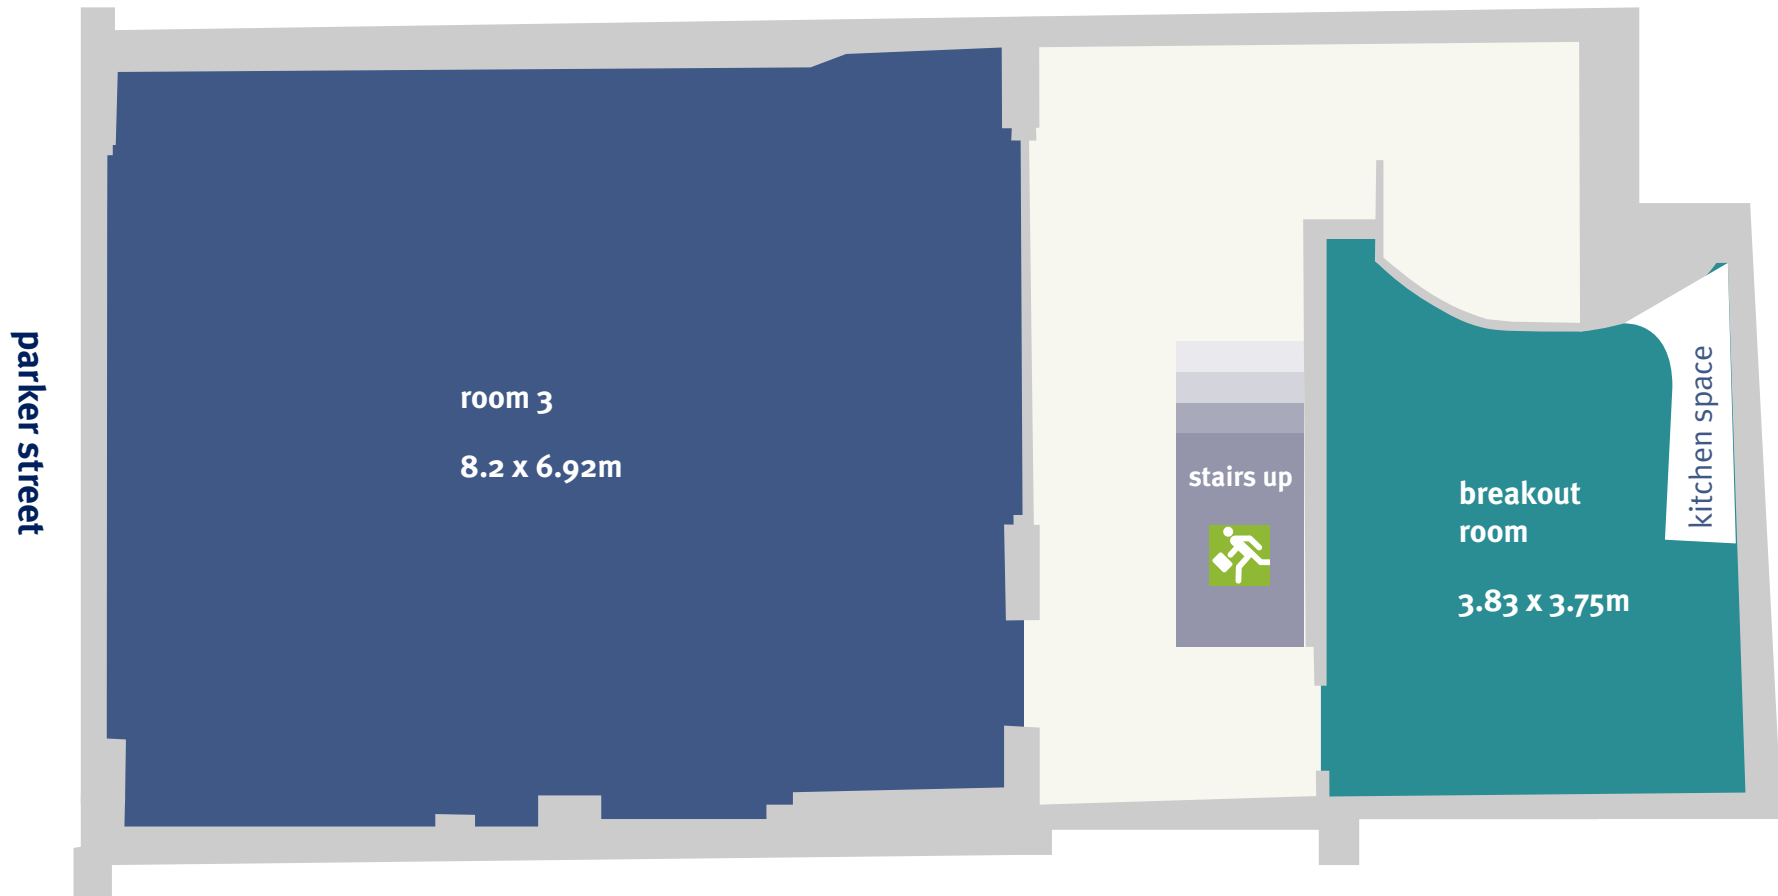 parker street
room 3
8.2 x 6.92m
stairs up
breakout
room
3.83 x 3.75m
kitchen space